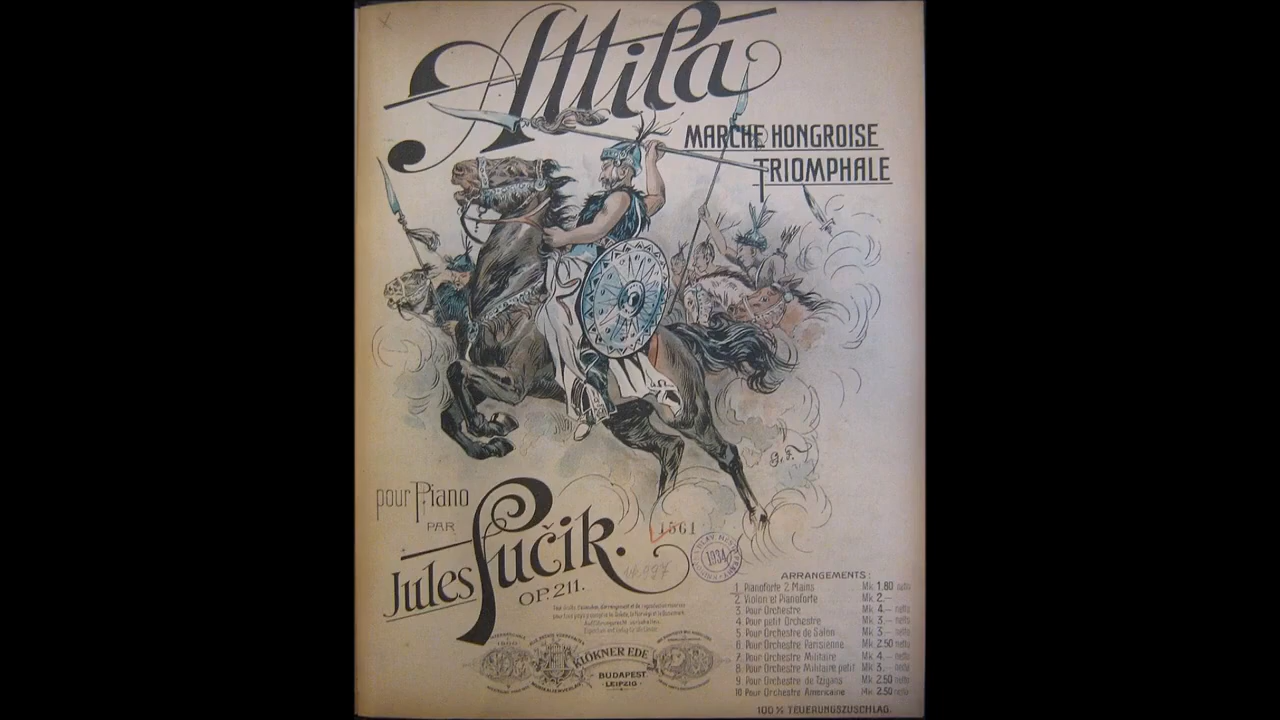 Attila
MARCHE HONGROISE
TRIOMPHALE
pour Piano
PAR
Jules Fučik.
OP. 211.
1561
1934
ARRANGEMENTS:
1. Pianoforte 2 Mains Mk. 1.80 netto
2. Violon et Pianoforte Mk. 2.—
3. Pour Orchestre Mk. 4.— netto
4. Pour petit Orchestre Mk. 3.— netto
5. Pour Orchestre de Salon Mk. 3.— netto
6. Pour Orchestre Parisienne Mk. 2.50 netto
7. Pour Orchestre Militaire Mk. 4.— netto
8. Pour Orchestre Militaire petit Mk. 3.— netto
9. Pour Orchestre de Tzigans Mk. 2.50 netto
10 Pour Orchestre Americaine Mk. 2.50 netto
100% TEUERUNGSZUSCHLAG.
KLÖKNER EDE
BUDAPEST
LEIPZIG